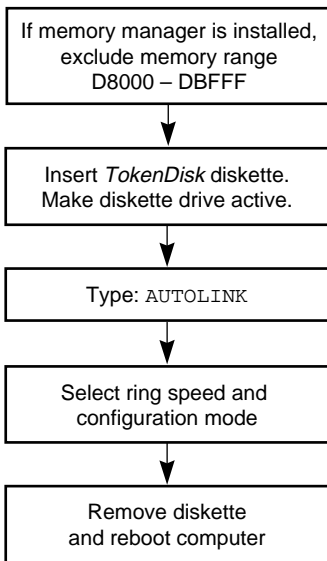 If memory manager is installed,
exclude memory range
D8000 – DBFFF
Insert TokenDisk diskette.
Make diskette drive active.
Type: AUTOLINK
Select ring speed and
configuration mode
Remove diskette
and reboot computer